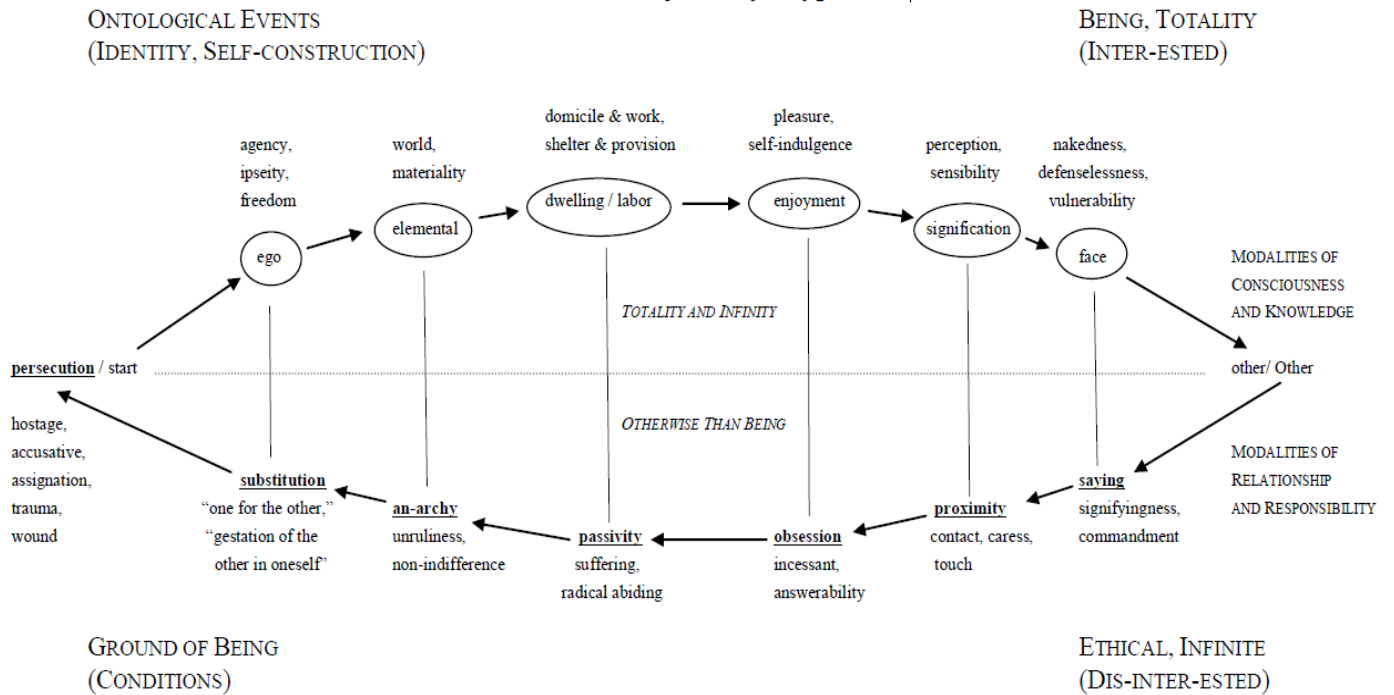 ONTOLOGICAL EVENTS
(IDENTITY, SELF-CONSTRUCTION)
BEING, TOTALITY
(INTER-ESTED)
agency,
ipseity,
freedom
world,
materiality
domicile & work,
shelter & provision
pleasure,
self-indulgence
perception,
sensibility
nakedness,
defenselessness,
vulnerability
ego
elemental
dwelling / labor
enjoyment
signification
face
MODALITIES OF
CONSCIOUSNESS
AND KNOWLEDGE
TOTALITY AND INFINITY
persecution / start
other/ Other
OTHERWISE THAN BEING
hostage,
accusative,
assignation,
trauma,
wound
substitution
"one for the other,"
"gestation of the
other in oneself"
an-archy
unruliness,
non-indifference
passivity
suffering,
radical abiding
obsession
incessant,
answerability
proximity
contact, caress,
touch
saying
signifyingness,
commandment
MODALITIES OF
RELATIONSHIP
AND RESPONSIBILITY
GROUND OF BEING
(CONDITIONS)
ETHICAL, INFINITE
(DIS-INTER-ESTED)